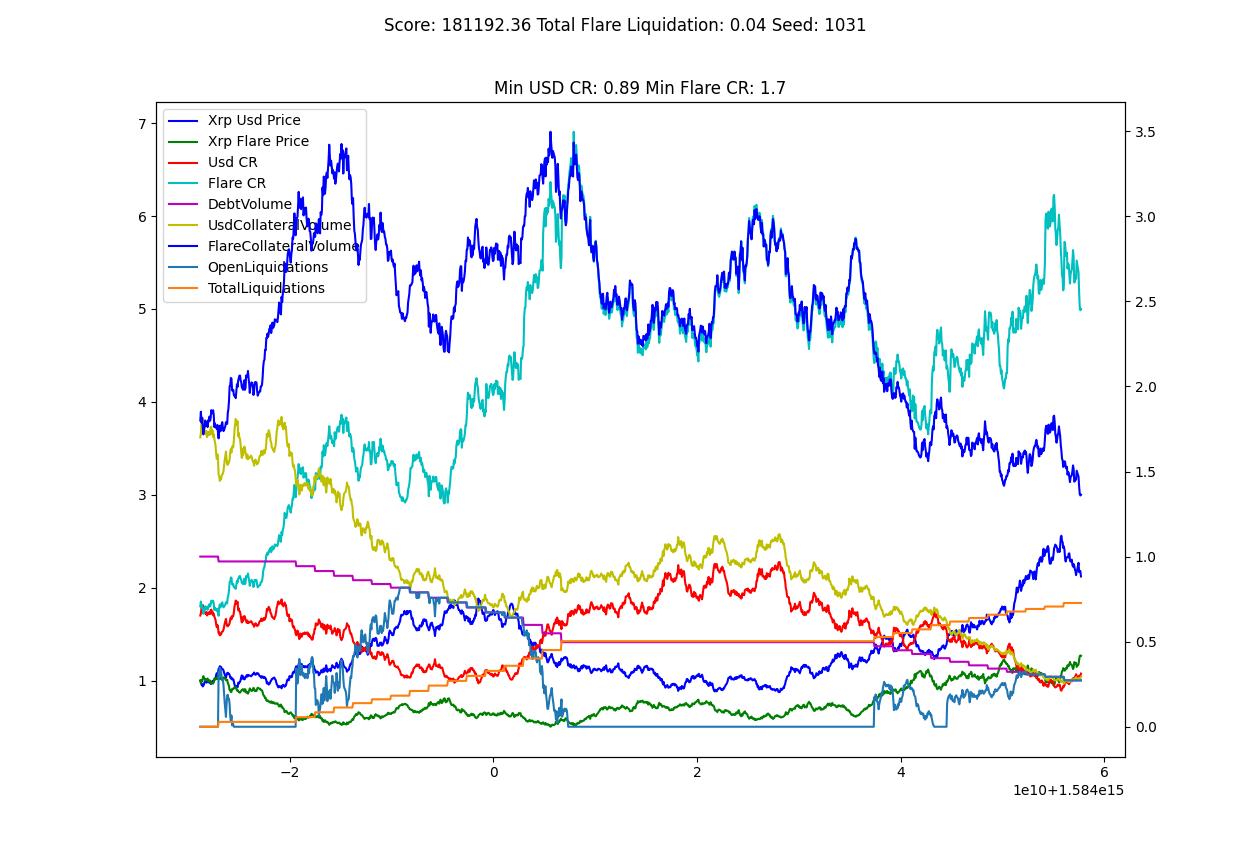 Score: 181192.36 Total Flare Liquidation: 0.04 Seed: 1031
Min USD CR: 0.89 Min Flare CR: 1.7
Xrp Usd Price
Xrp Flare Price
Usd CR
Flare CR
DebtVolume
UsdCollateralVolume
FlareCollateralVolume
OpenLiquidations
TotalLiquidations
7
6
5
4
3
2
1
3.5
3.0
2.5
2.0
1.5
1.0
0.5
0.0
−2
0
2
4
6
1e10+1.584e15